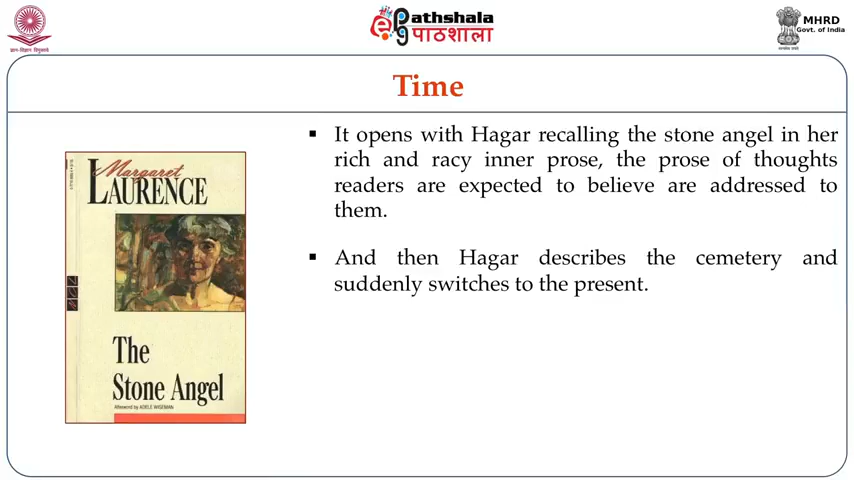 Pathshala
पाठशाला
MHRD
Govt. of India
Time
▪ It opens with Hagar recalling the stone angel in her
rich and racy inner prose, the prose of thoughts
readers are expected to believe are addressed to
them.
▪ And then Hagar describes the cemetery and
suddenly switches to the present.
Margaret
LAURENCE
The
Stone Angel
Afterword by ADELE WISEMAN